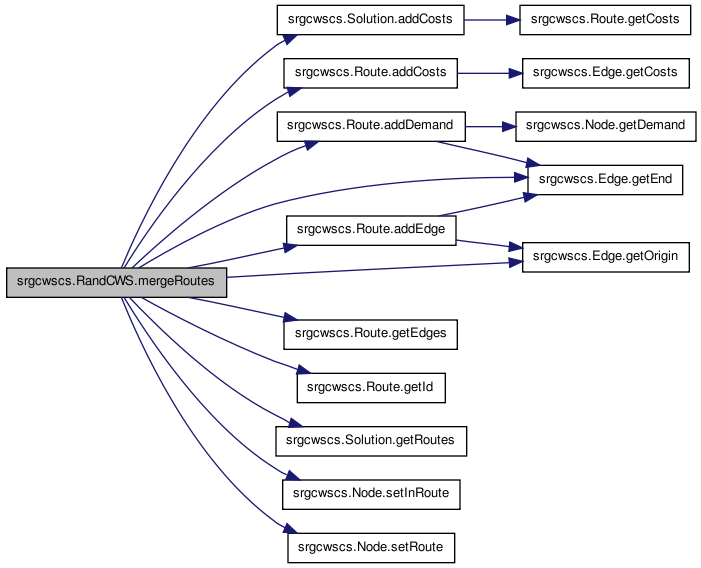 srgcwscs.RandCWS.mergeRoutes
srgcwscs.Solution.addCosts
srgcwscs.Route.getCosts
srgcwscs.Route.addCosts
srgcwscs.Edge.getCosts
srgcwscs.Route.addDemand
srgcwscs.Node.getDemand
srgcwscs.Edge.getEnd
srgcwscs.Route.addEdge
srgcwscs.Edge.getOrigin
srgcwscs.Route.getEdges
srgcwscs.Route.getId
srgcwscs.Solution.getRoutes
srgcwscs.Node.setInRoute
srgcwscs.Node.setRoute